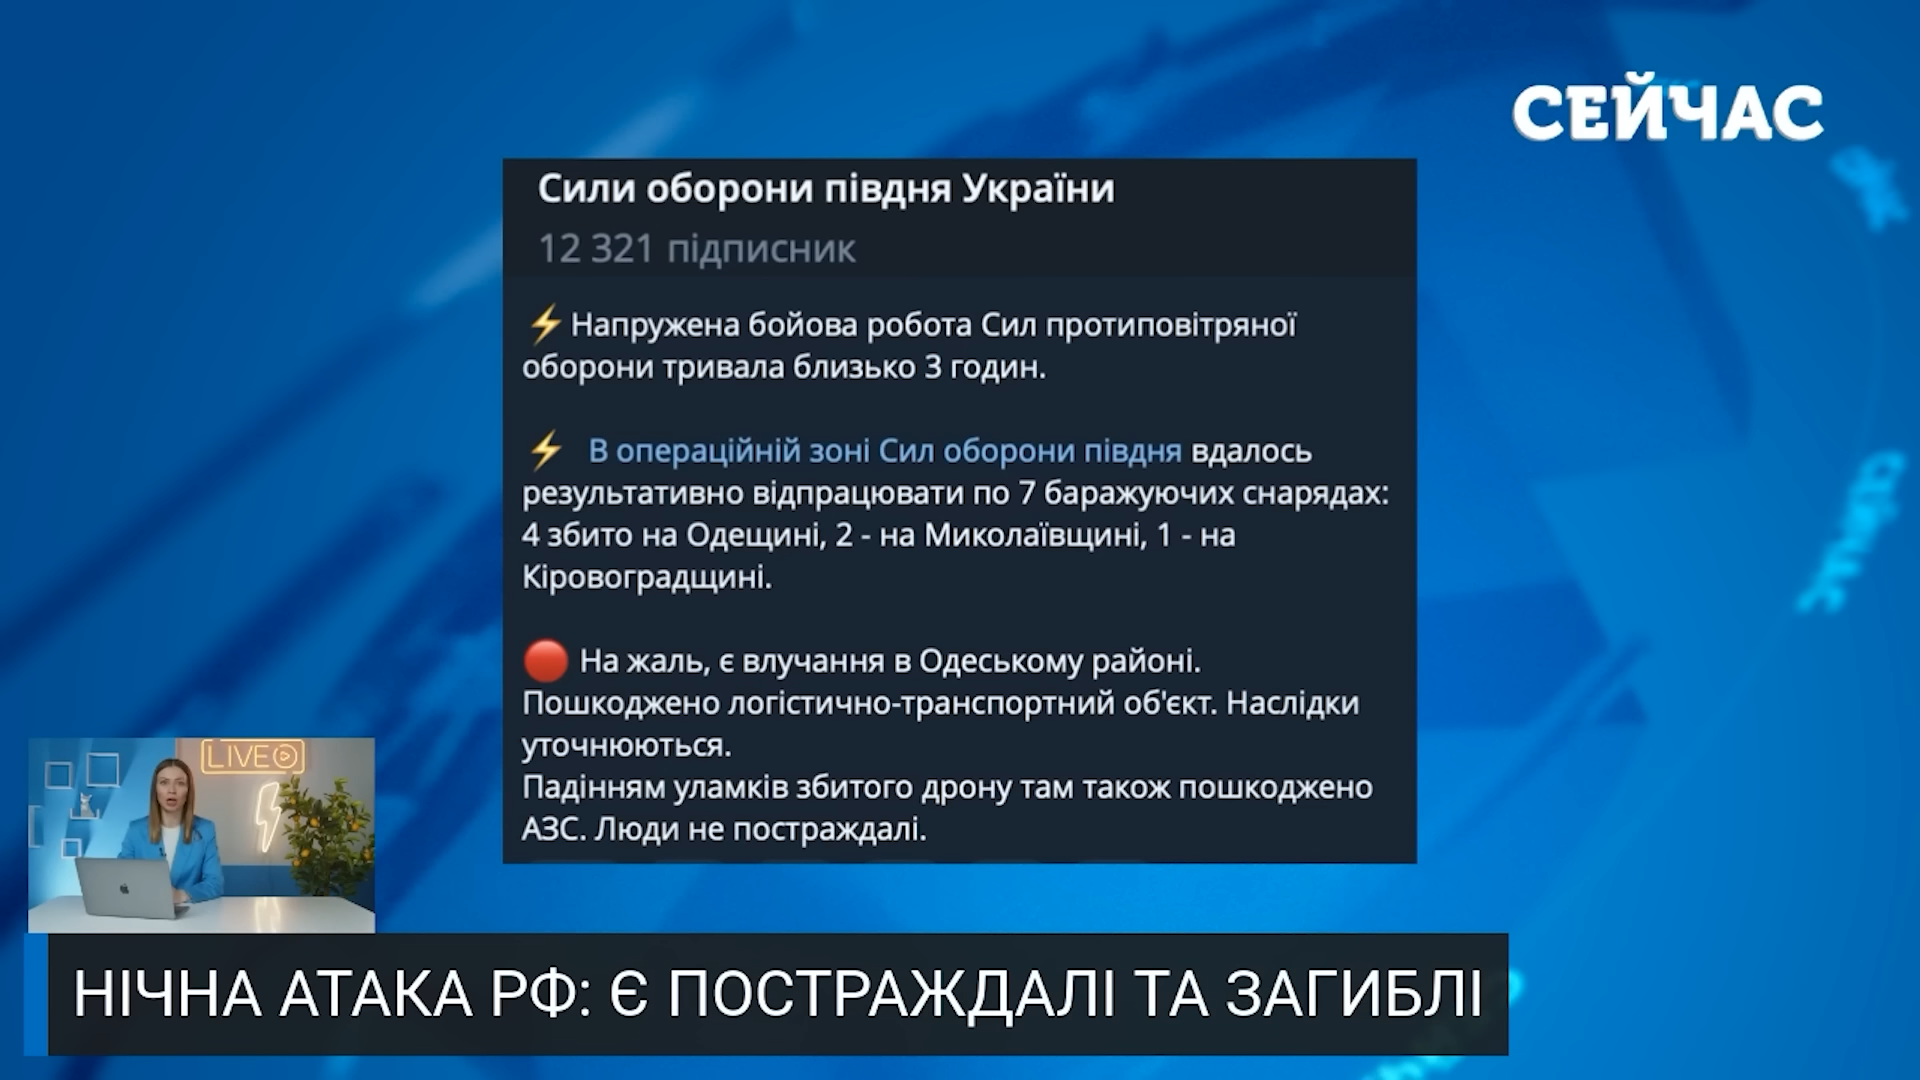 СЕЙЧАС
Сили оборони півдня України
12 321 підписник
⚡Напружена бойова робота Сил протиповітряної
оборони тривала близько 3 годин.
⚡ В операційній зоні Сил оборони півдня вдалось
результативно відпрацювати по 7 баражуючих снарядах:
4 збито на Одещині, 2 - на Миколаївщині, 1 - на
Кіровоградщині.
🔴 На жаль, є влучання в Одеському районі.
Пошкоджено логістично-транспортний об'єкт. Наслідки
уточнюються.
Падінням уламків збитого дрону там також пошкоджено
АЗС. Люди не постраждалі.
LIVE
НІЧНА АТАКА РФ: Є ПОСТРАЖДАЛІ ТА ЗАГИБЛІ